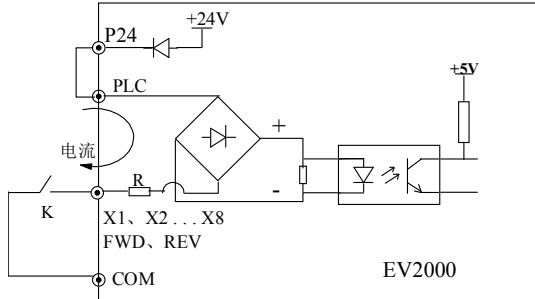 +24V
P24
PLC
+5V
+
电流
R
-
K
X1、X2 . . . X8
FWD、REV
COM
EV2000